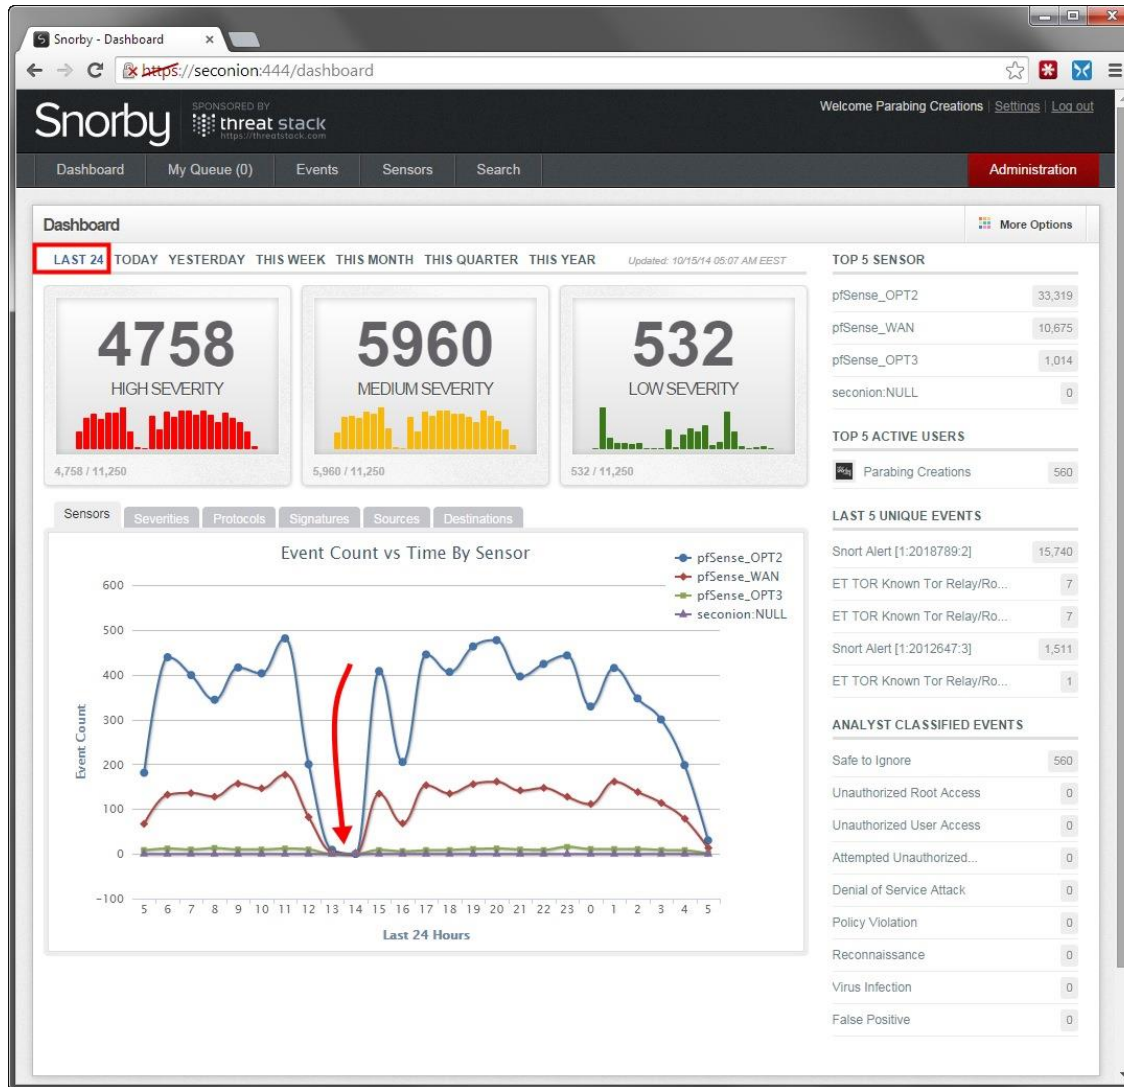 Snorby - Dashboard
https://seconion:444/dashboard
Snorby
SPONSORED BY
threat stack
https://threatstack.com
Welcome Parabing Creations | Settings | Log out
Dashboard My Queue (0) Events Sensors Search Administration
Dashboard
More Options
LAST 24 TODAY YESTERDAY THIS WEEK THIS MONTH THIS QUARTER THIS YEAR Updated: 10/15/14 05:07 AM EEST
4758
HIGH SEVERITY
4,758 / 11,250
5960
MEDIUM SEVERITY
5,960 / 11,250
532
LOW SEVERITY
532 / 11,250
Sensors Severities Protocols Signatures Sources Destinations
Event Count vs Time By Sensor
pfSense_OPT2
pfSense_WAN
pfSense_OPT3
seconion:NULL
Event Count
600
500
400
300
200
100
0
-100
5 6 7 8 9 10 11 12 13 14 15 16 17 18 19 20 21 22 23 0 1 2 3 4 5
Last 24 Hours
TOP 5 SENSOR
pfSense_OPT2 33,319
pfSense_WAN 10,675
pfSense_OPT3 1,014
seconion:NULL 0
TOP 5 ACTIVE USERS
Parabing Creations 560
LAST 5 UNIQUE EVENTS
Snort Alert [1:2018789:2] 15,740
ET TOR Known Tor Relay/Ro... 7
ET TOR Known Tor Relay/Ro... 7
Snort Alert [1:2012647:3] 1,511
ET TOR Known Tor Relay/Ro... 1
ANALYST CLASSIFIED EVENTS
Safe to Ignore 560
Unauthorized Root Access 0
Unauthorized User Access 0
Attempted Unauthorized... 0
Denial of Service Attack 0
Policy Violation 0
Reconnaissance 0
Virus Infection 0
False Positive 0